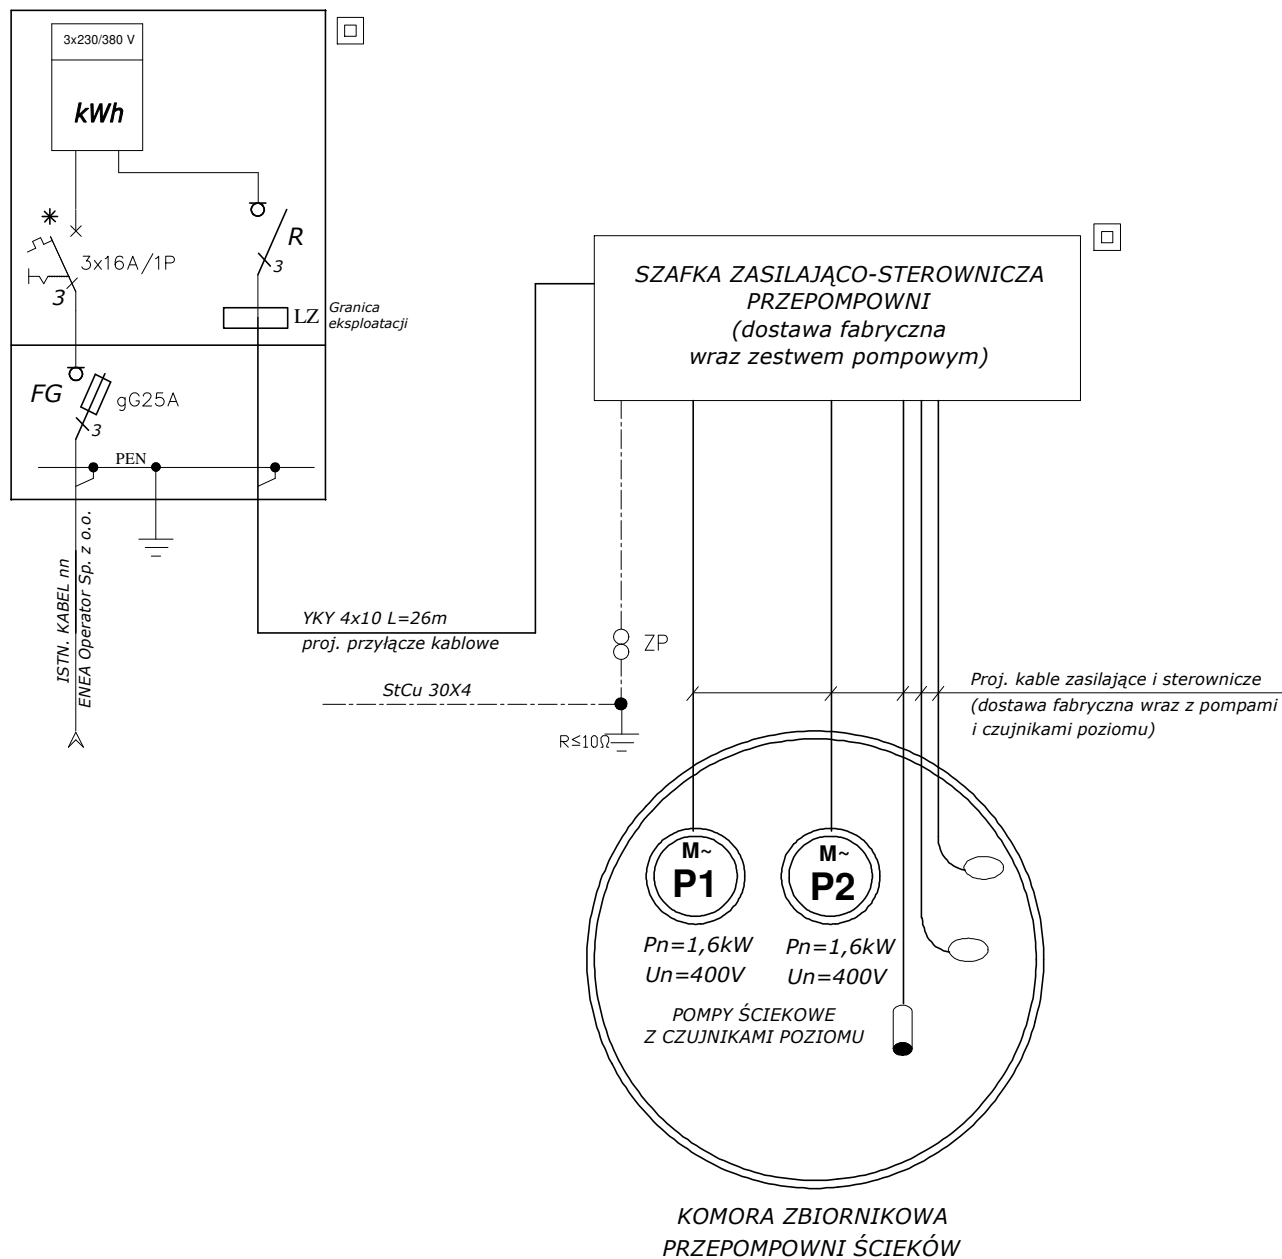 3x230/380 V
kWh
*
3x16A/1P
3
R
3
LZ
Granica
eksploatacji
FG
gG25A
3
PEN
ISTN. KABEL nn
ENEA Operator Sp. z o.o.
YKY 4x10 L=26m
proj. przyłącze kablowe
StCu 30X4
SZAFKA ZASILAJĄCO-STEROWNICZA
PRZEPOMPOWNI
(dostawa fabryczna
wraz zestwem pompowym)
ZP
R≤10Ω
Proj. kable zasilające i sterownicze
(dostawa fabryczna wraz z pompami
i czujnikami poziomu)
M~
P1
M~
P2
Pn=1,6kW
Un=400V
Pn=1,6kW
Un=400V
POMPY ŚCIEKOWE
Z CZUJNIKAMI POZIOMU
KOMORA ZBIORNIKOWA
PRZEPOMPOWNI ŚCIEKÓW